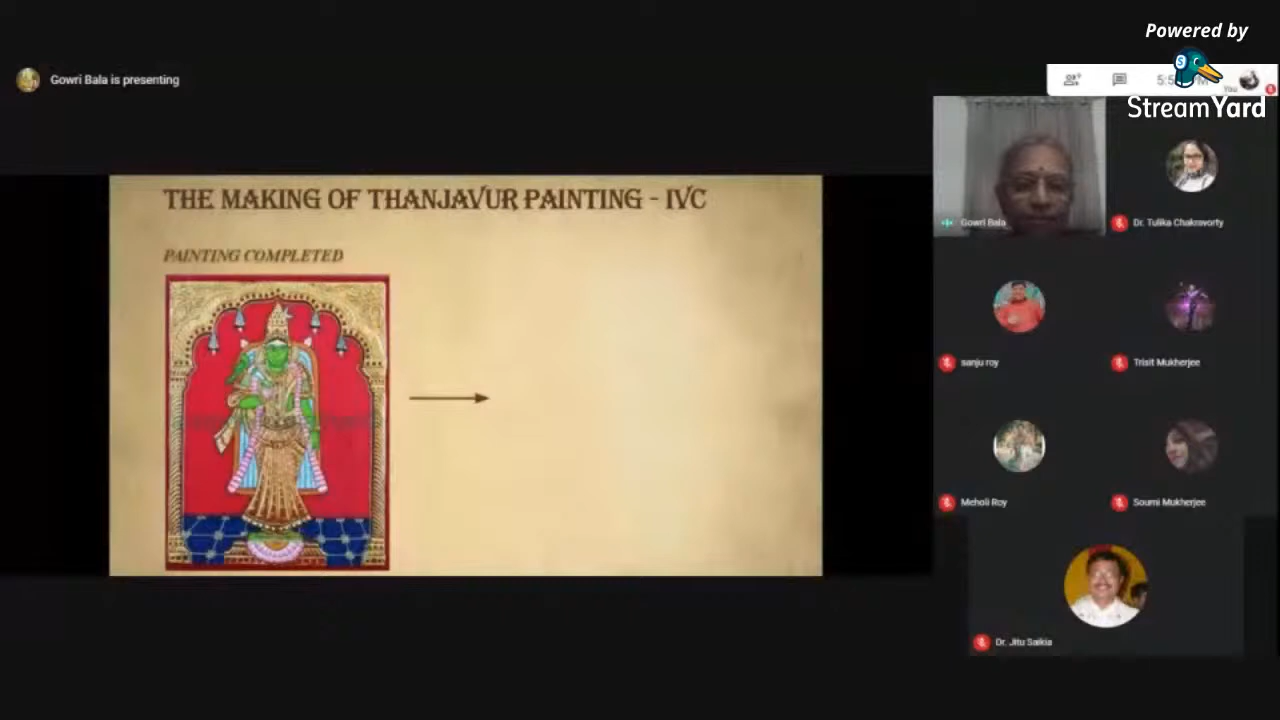 Powered by
StreamYard
Gowri Bala is presenting
You
THE MAKING OF THANJAVUR PAINTING - IVC
PAINTING COMPLETED
Gowri Bala
Dr. Tulika Chakravorty
sanju roy
Trisit Mukherjee
Meholi Roy
Soumi Mukherjee
Dr. Jitu Saikia